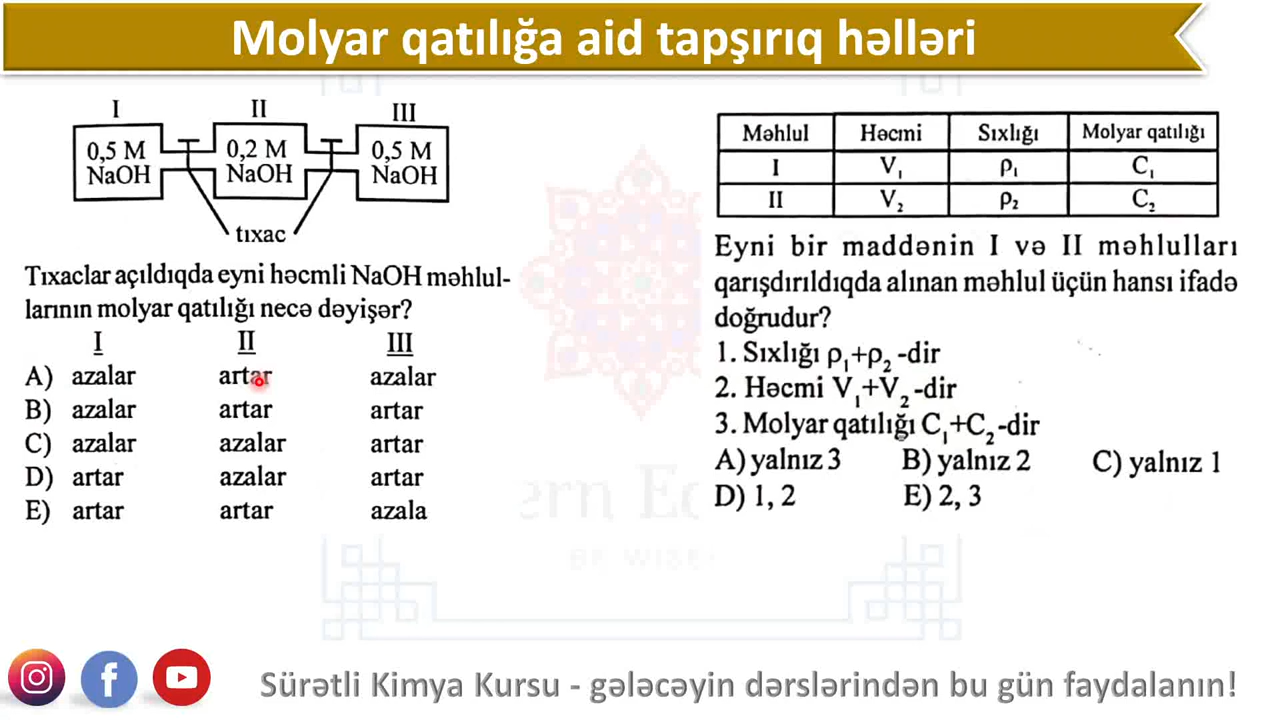 Molyar qatılığa aid tapşırıq həlləri
I II III
0,5 M 0,2 M 0,5 M
NaOH NaOH NaOH
tıxac
Tıxaclar açıldıqda eyni həcmli NaOH məhlul-
larının molyar qatılığı necə dəyişər?
I II III
A) azalar artar azalar
B) azalar artar artar
C) azalar azalar artar
D) artar azalar artar
E) artar artar azala
Məhlul Həcmi Sıxlığı Molyar qatılığı
I V₁ ρ₁ C₁
II V₂ ρ₂ C₂
Eyni bir maddənin I və II məhlulları
qarışdırıldıqda alınan məhlul üçün hansı ifadə
doğrudur?
1. Sıxlığı ρ₁+ρ₂ -dir
2. Həcmi V₁+V₂ -dir
3. Molyar qatılığı C₁+C₂-dir
A) yalnız 3 B) yalnız 2 C) yalnız 1
D) 1, 2 E) 2, 3
BE WISE
Sürətli Kimya Kursu - gələcəyin dərslərindən bu gün faydalanın!